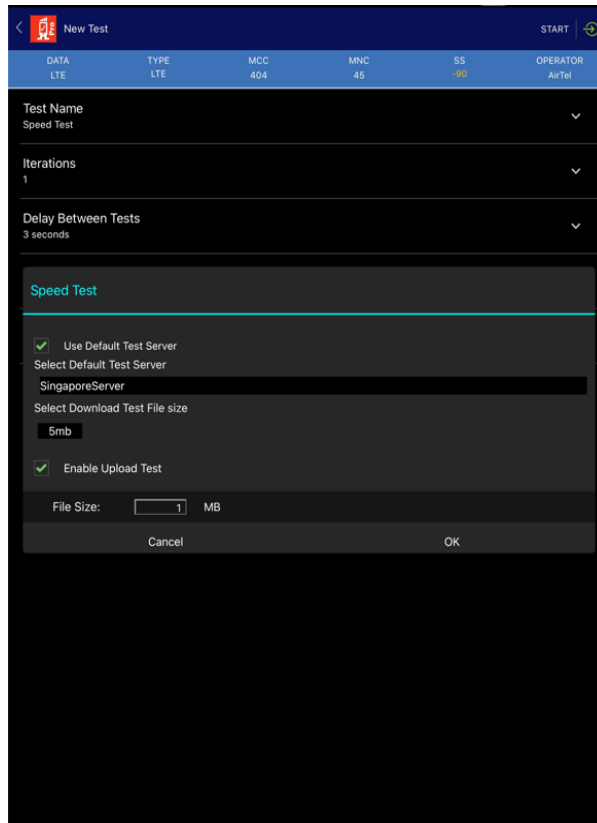 Pro New Test START
DATA TYPE MCC MNC SS OPERATOR
LTE LTE 404 45 -90 AirTel
Test Name
Speed Test
Iterations
1
Delay Between Tests
3 seconds
Speed Test
Use Default Test Server
Select Default Test Server
SingaporeServer
Select Download Test File size
5mb
Enable Upload Test
File Size: 1 MB
Cancel OK